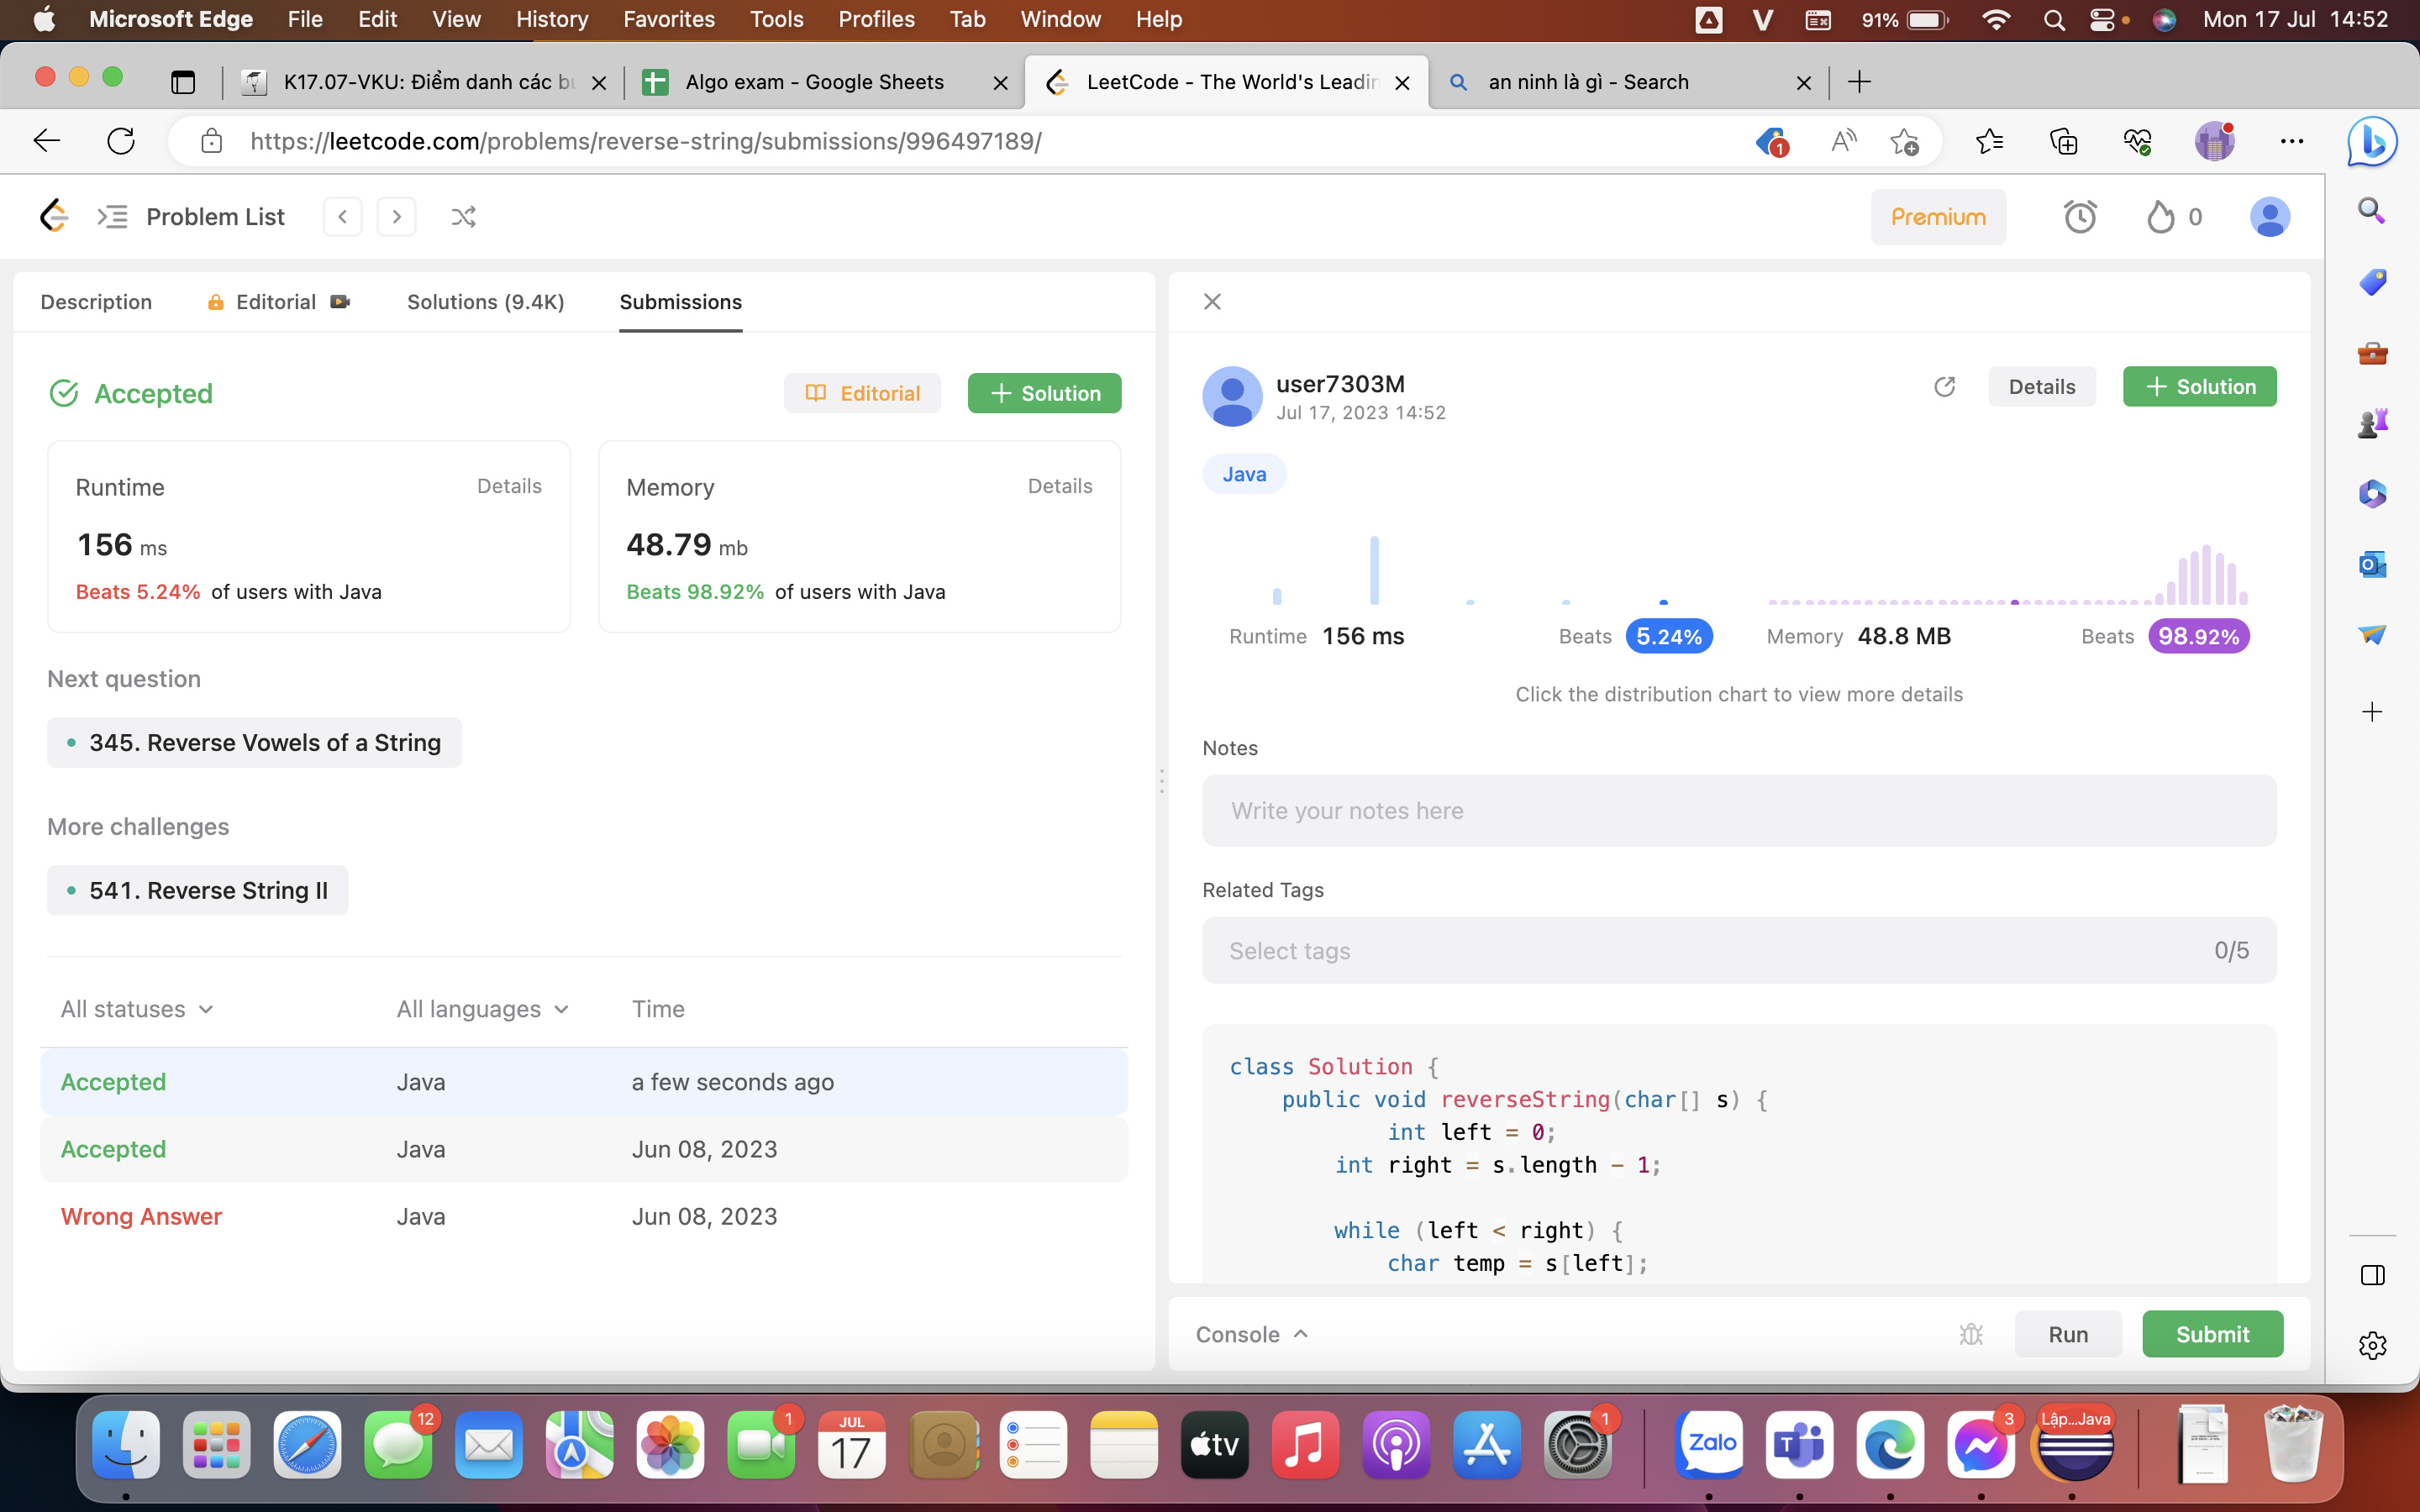 Microsoft Edge File Edit View History Favorites Tools Profiles Tab Window Help 91% Mon 17 Jul 14:52
K17.07-VKU: Điểm danh các bu Algo exam - Google Sheets LeetCode - The World's Leadin an ninh là gì - Search
https://leetcode.com/problems/reverse-string/submissions/996497189/ 1
Problem List Premium 0
Description Editorial Solutions (9.4K) Submissions
Accepted Editorial + Solution
Runtime Details
156 ms
Beats 5.24% of users with Java
Memory Details
48.79 mb
Beats 98.92% of users with Java
Next question
345. Reverse Vowels of a String
More challenges
541. Reverse String II
All statuses All languages Time
Accepted Java a few seconds ago
Accepted Java Jun 08, 2023
Wrong Answer Java Jun 08, 2023
user7303M
Jul 17, 2023 14:52
Details + Solution
Java
Runtime 156 ms Beats 5.24% Memory 48.8 MB Beats 98.92%
Click the distribution chart to view more details
Notes
Write your notes here
Related Tags
Select tags 0/5
class Solution {
public void reverseString(char[] s) {
int left = 0;
int right = s.length - 1;
while (left < right) {
char temp = s[left];
Console Run Submit
12 1 JUL 17 tv 1 Zalo 3 Lập...Java